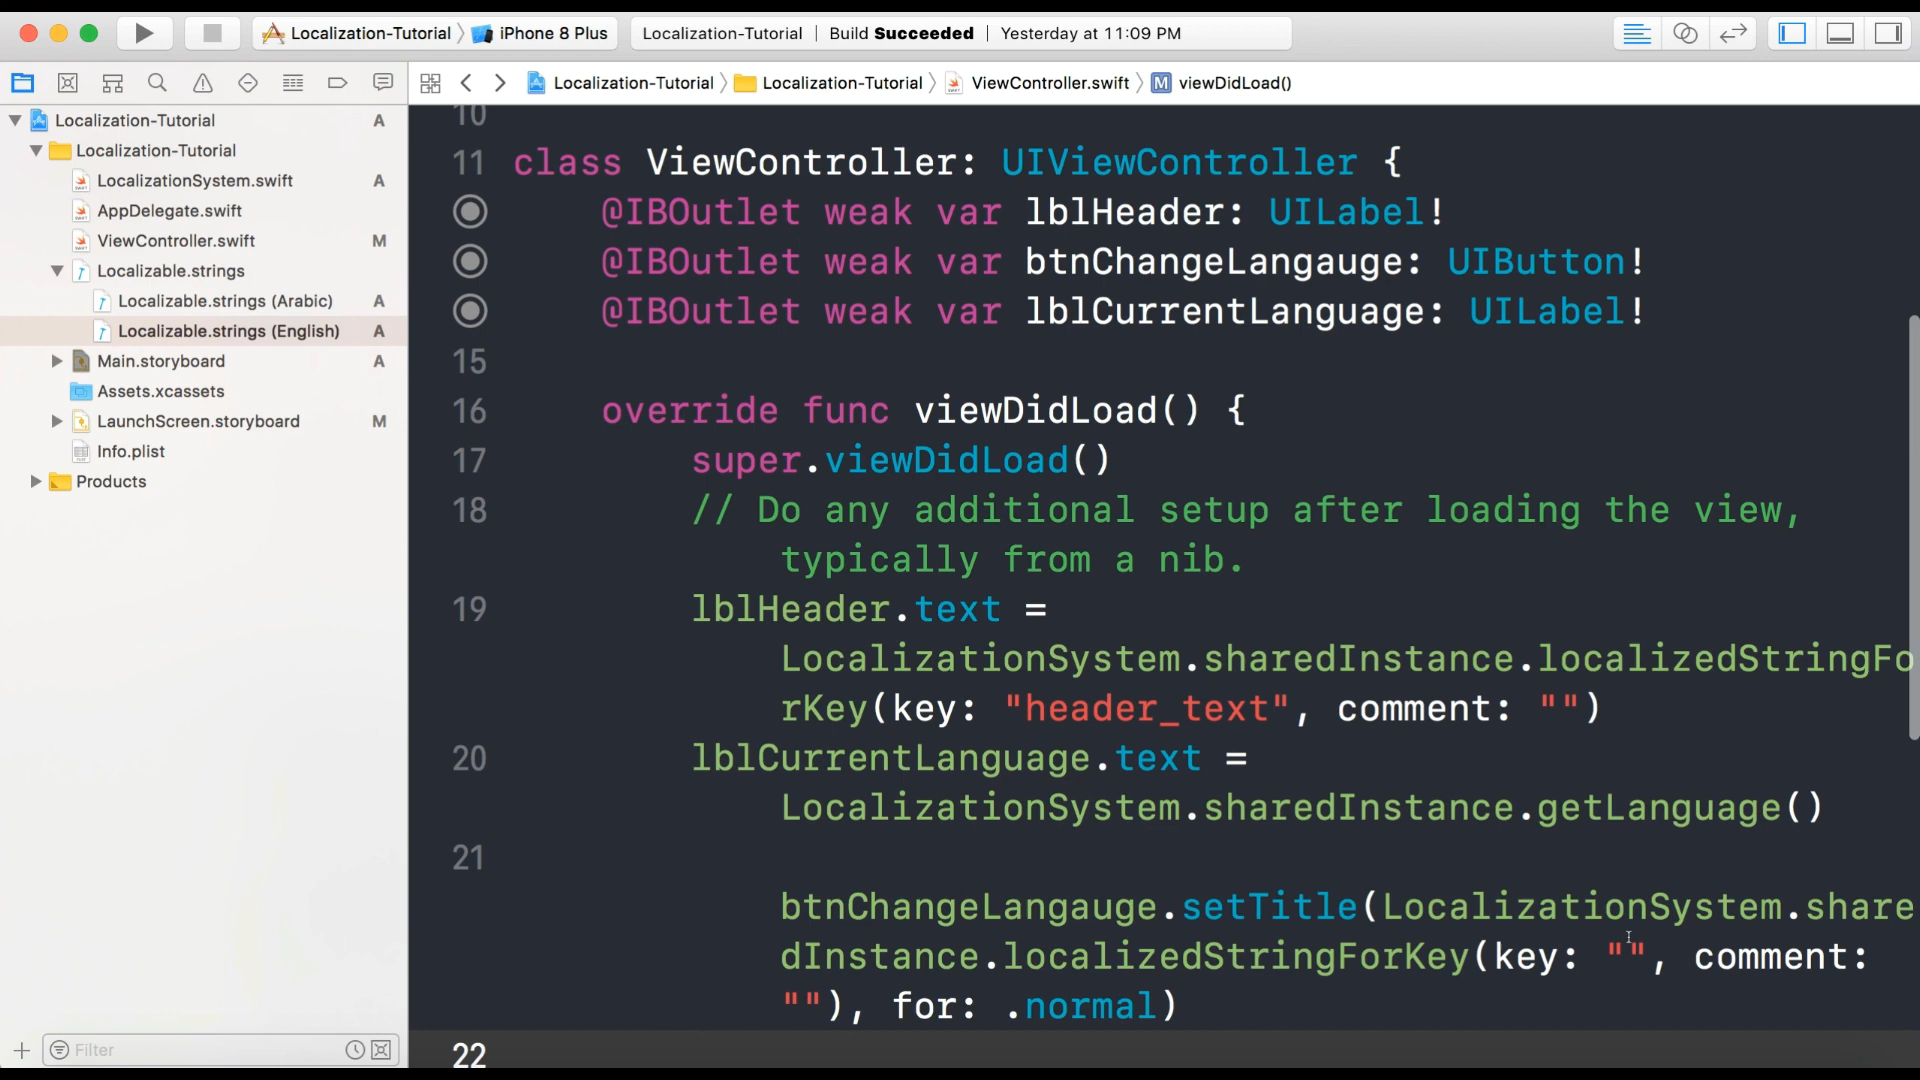 Localization-Tutorial iPhone 8 Plus Localization-Tutorial | Build Succeeded | Yesterday at 11:09 PM
Localization-Tutorial Localization-Tutorial ViewController.swift M viewDidLoad()
Localization-Tutorial A
Localization-Tutorial
LocalizationSystem.swift A
AppDelegate.swift
ViewController.swift M
Localizable.strings
Localizable.strings (Arabic) A
Localizable.strings (English) A
Main.storyboard A
Assets.xcassets
LaunchScreen.storyboard M
Info.plist
Products
Filter
10
11 class ViewController: UIViewController {
@IBOutlet weak var lblHeader: UILabel!
@IBOutlet weak var btnChangeLangauge: UIButton!
@IBOutlet weak var lblCurrentLanguage: UILabel!
15
16 override func viewDidLoad() {
17 super.viewDidLoad()
18 // Do any additional setup after loading the view,
typically from a nib.
19 lblHeader.text =
LocalizationSystem.sharedInstance.localizedStringFo
rKey(key: "header_text", comment: "")
20 lblCurrentLanguage.text =
LocalizationSystem.sharedInstance.getLanguage()
21
btnChangeLangauge.setTitle(LocalizationSystem.share
dInstance.localizedStringForKey(key: "", comment:
""), for: .normal)
22